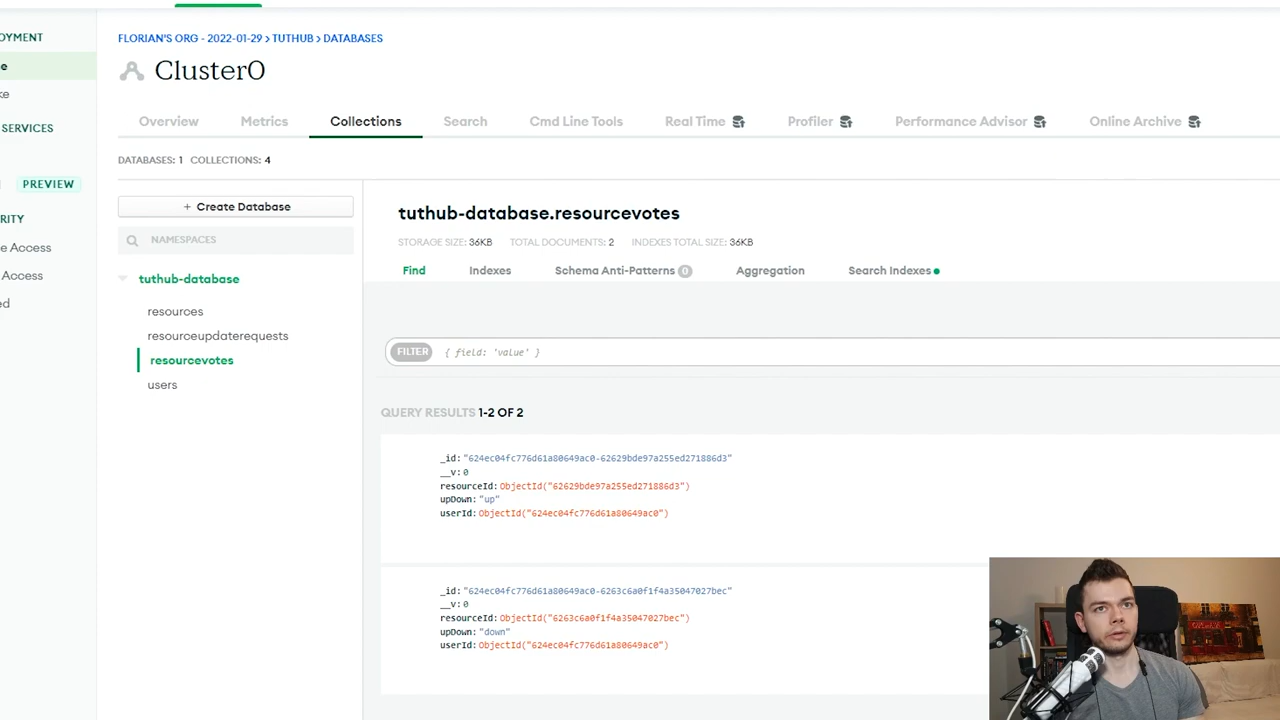 OYMENT
e
ke
SERVICES
PREVIEW
RITY
e Access
Access
ed
FLORIAN'S ORG - 2022-01-29 > TUTHUB > DATABASES
Cluster0
Overview Metrics Collections Search Cmd Line Tools Real Time Profiler Performance Advisor Online Archive
DATABASES: 1 COLLECTIONS: 4
+ Create Database
NAMESPACES
tuthub-database
resources
resourceupdaterequests
resourcevotes
users
tuthub-database.resourcevotes
STORAGE SIZE: 36KB TOTAL DOCUMENTS: 2 INDEXES TOTAL SIZE: 36KB
Find Indexes Schema Anti-Patterns 0 Aggregation Search Indexes
FILTER { field: 'value' }
QUERY RESULTS 1-2 OF 2
_id: "624ec04fc776d61a80649ac0-62629bde97a255ed271886d3"
__v: 0
resourceId: ObjectId("62629bde97a255ed271886d3")
upDown: "up"
userId: ObjectId("624ec04fc776d61a80649ac0")
_id: "624ec04fc776d61a80649ac0-6263c6a0f1f4a35047027bec"
__v: 0
resourceId: ObjectId("6263c6a0f1f4a35047027bec")
upDown: "down"
userId: ObjectId("624ec04fc776d61a80649ac0")